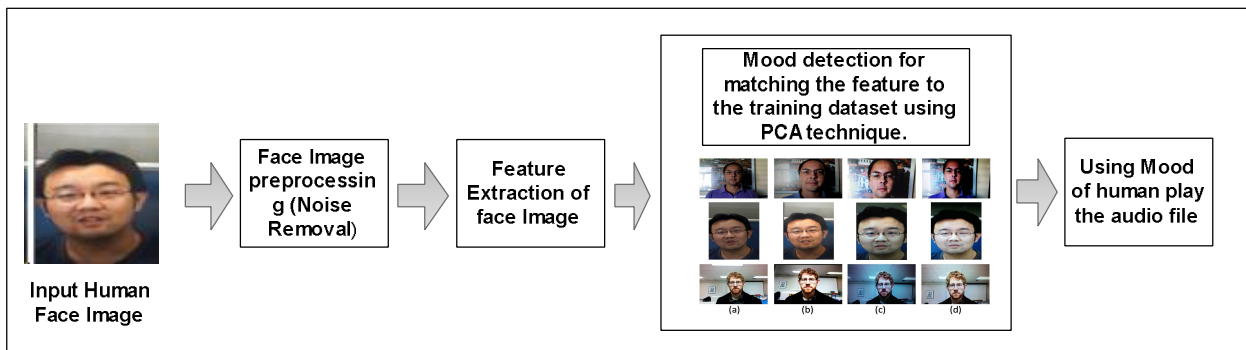 Input Human
Face Image
Face Image
preprocessin
g (Noise
Removal)
Feature
Extraction of
face Image
Mood detection for
matching the feature to
the training dataset using
PCA technique.
(a) (b) (c) (d)
Using Mood
of human play
the audio file